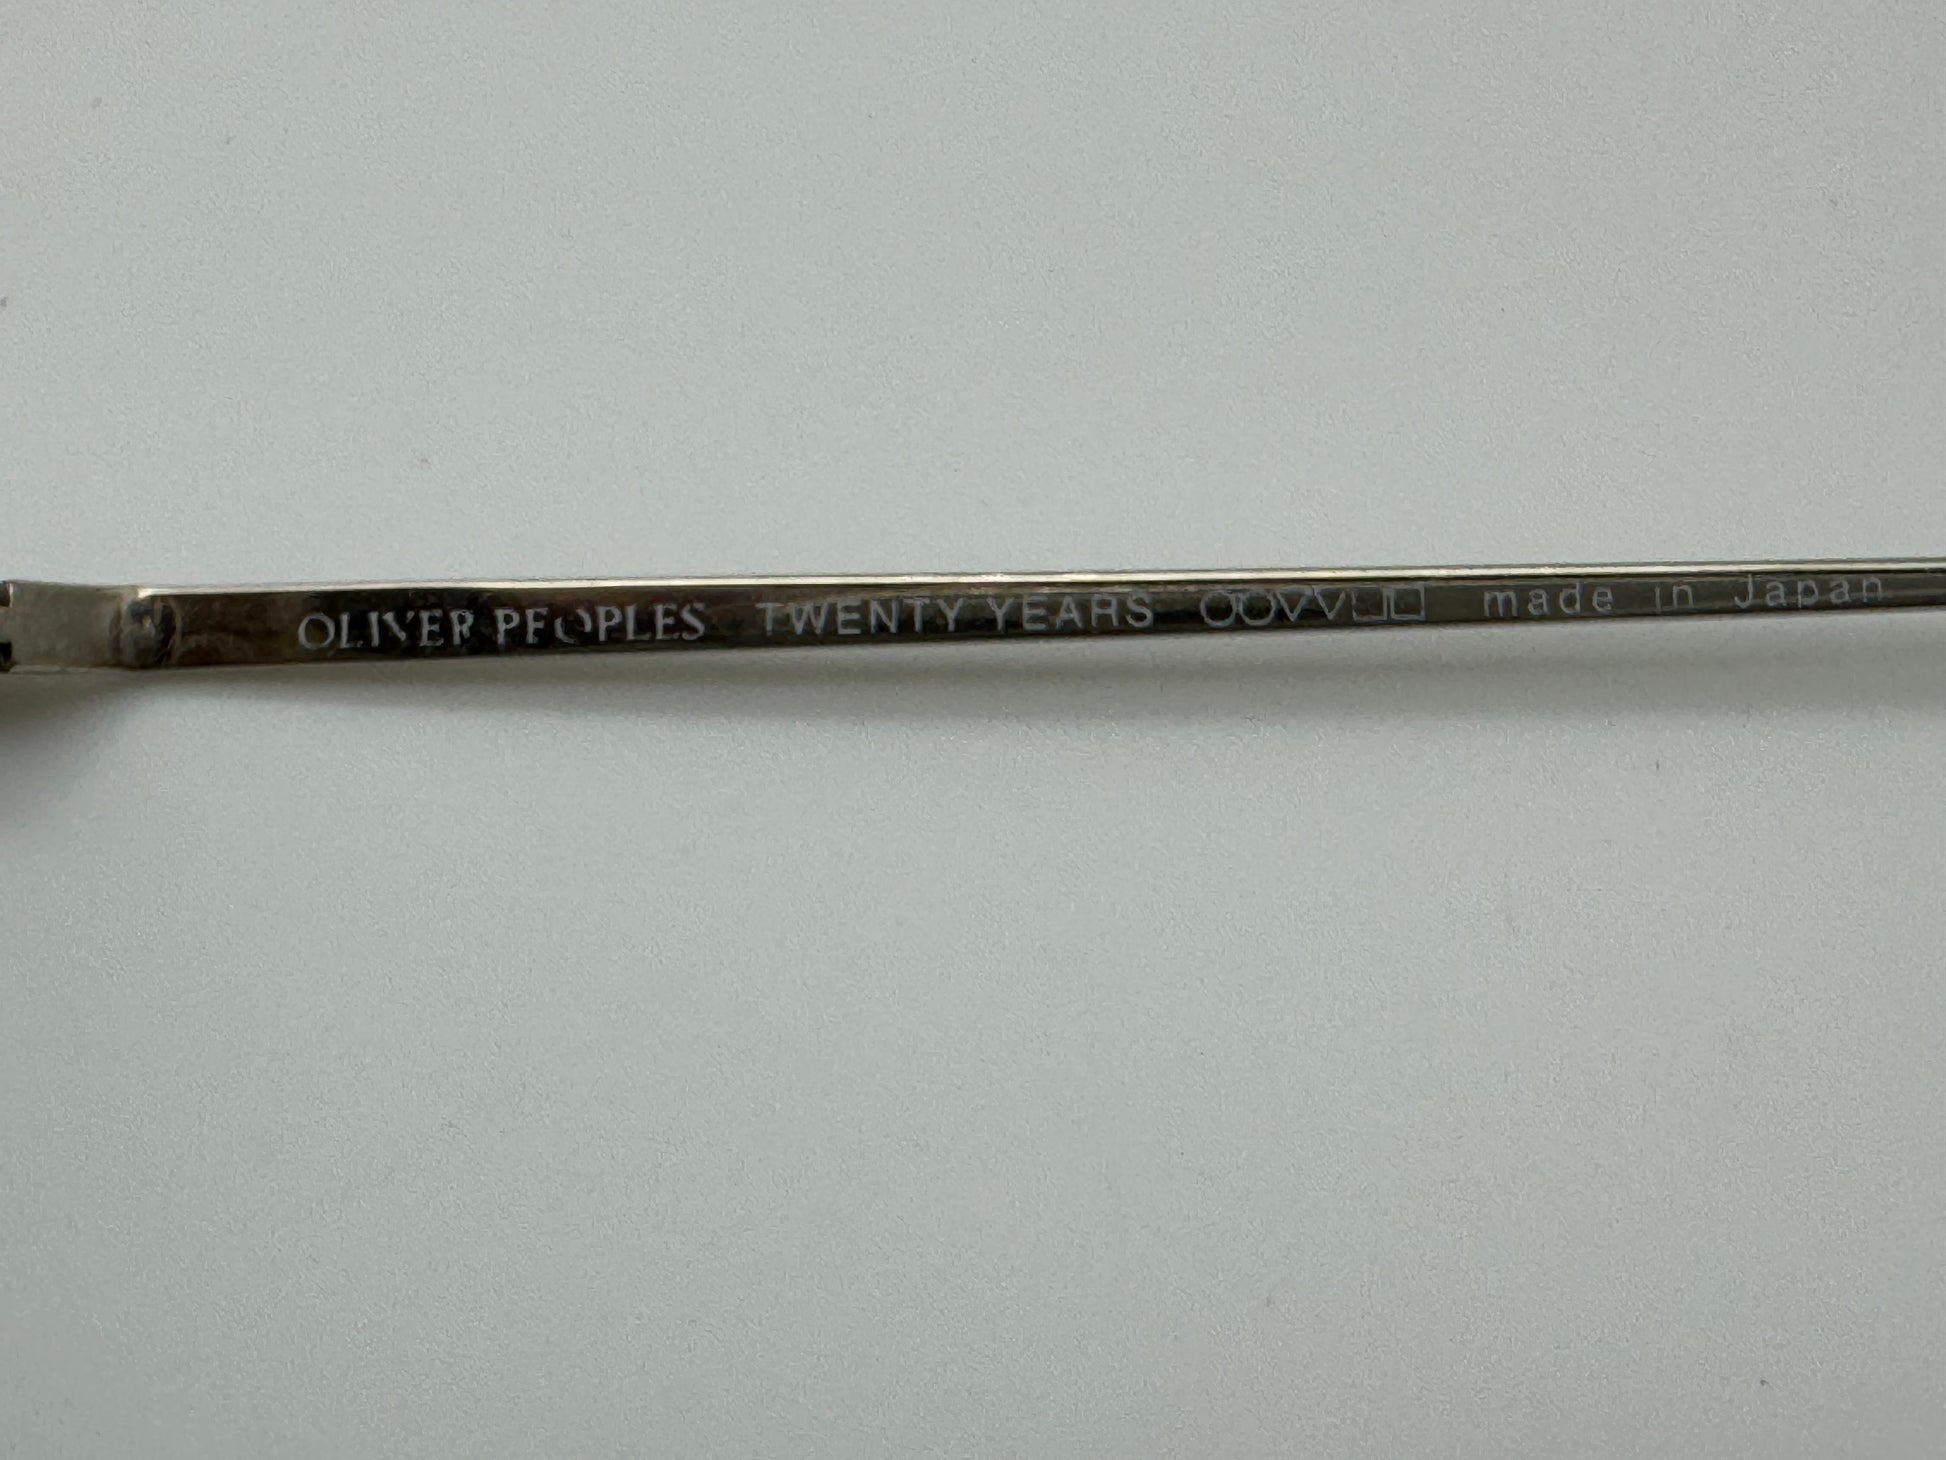 OLIVER PEOPLES TWENTY YEARS ○○▽▽□□ made in Japan